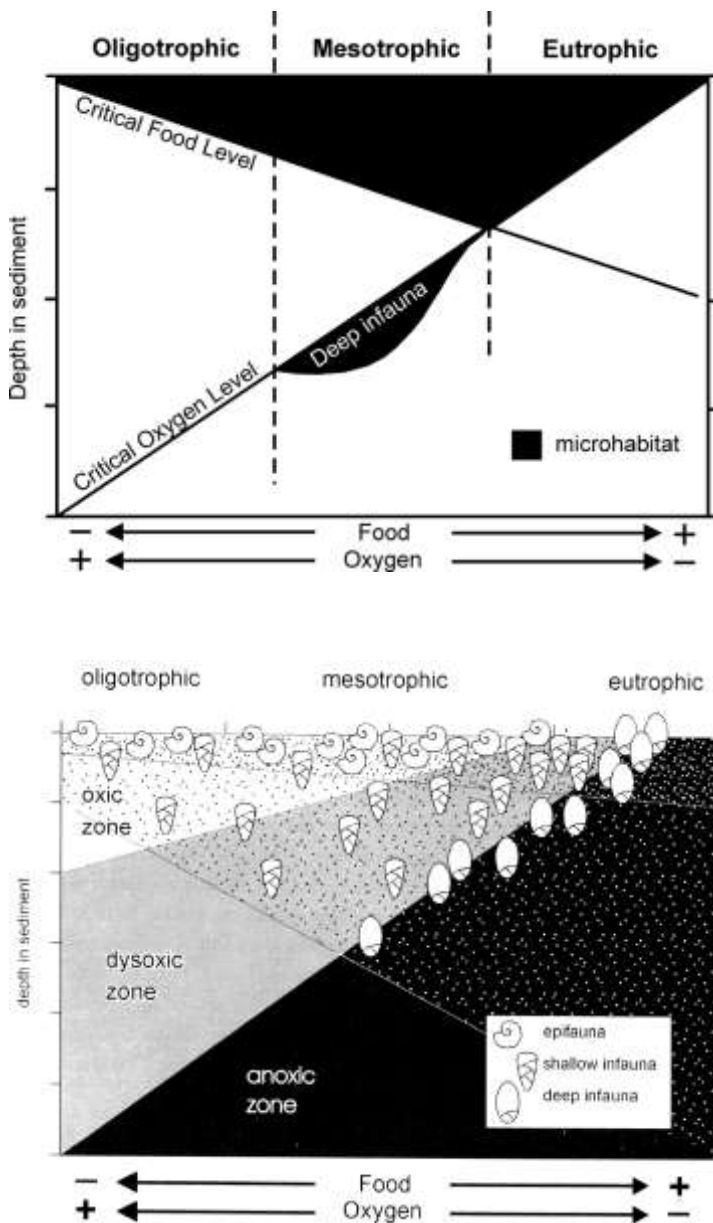 Oligotrophic Mesotrophic Eutrophic
Critical Food Level
Deep infauna
Critical Oxygen Level
Depth in sediment
microhabitat
− Food +
+ Oxygen −
oligotrophic mesotrophic eutrophic
oxic
zone
dysoxic
zone
anoxic
zone
depth in sediment
epifauna
shallow infauna
deep infauna
− Food +
+ Oxygen −